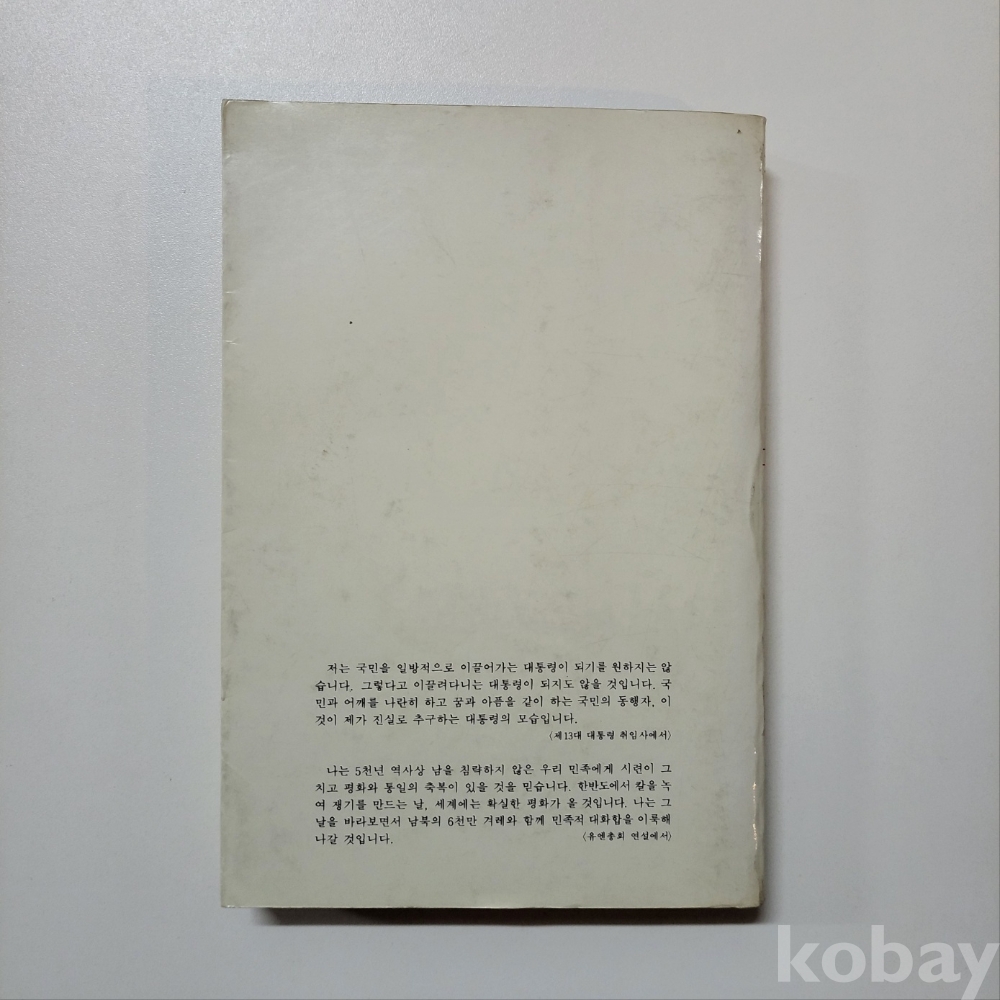 저는 국민을 일방적으로 이끌어가는 대통령이 되기를 원하지는 않
습니다. 그렇다고 이끌려다니는 대통령이 되지도 않을 것입니다. 국
민과 어깨를 나란히 하고 꿈과 아픔을 같이 하는 국민의 동행자, 이
것이 제가 진실로 추구하는 대통령의 모습입니다.
〈제13대 대통령 취임사에서〉
나는 5천년 역사상 남을 침략하지 않은 우리 민족에게 시련이 그
치고 평화와 통일의 축복이 있을 것을 믿습니다. 한반도에서 칼을 녹
여 쟁기를 만드는 날, 세계에는 확실한 평화가 올 것입니다. 나는 그
날을 바라보면서 남북의 6천만 겨레와 함께 민족적 대화합을 이룩해
나갈 것입니다. 〈유엔총회 연설에서〉
kobay